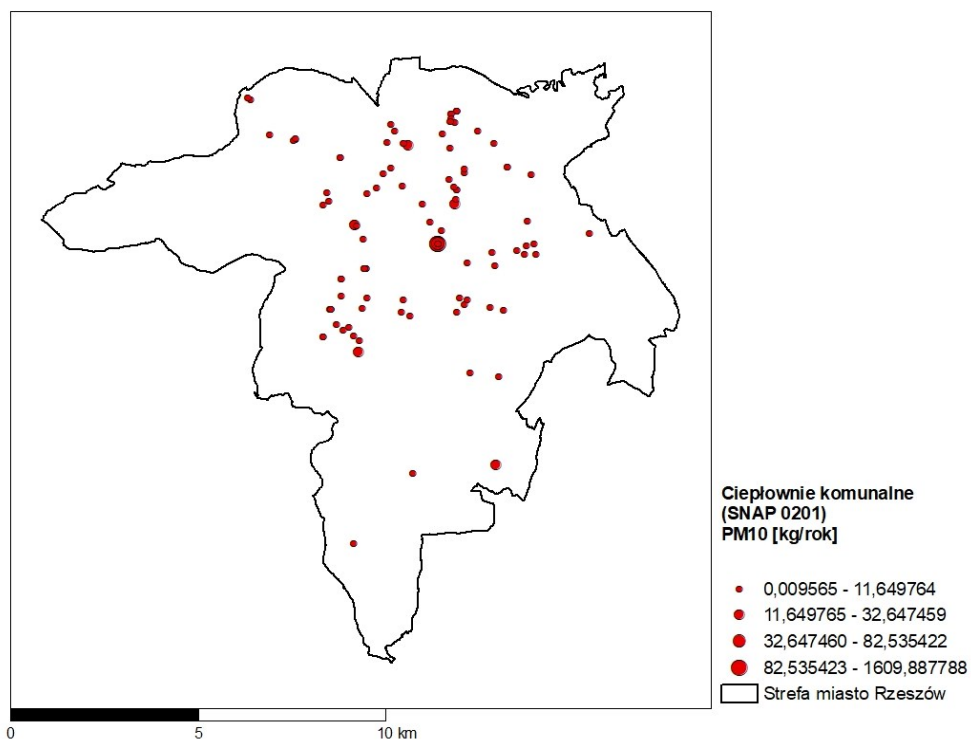 Ciepłownie komunalne
(SNAP 0201)
PM10 [kg/rok]
0,009565 - 11,649764
11,649765 - 32,647459
32,647460 - 82,535422
82,535423 - 1609,887788
Strefa miasto Rzeszów
0 5 10 km